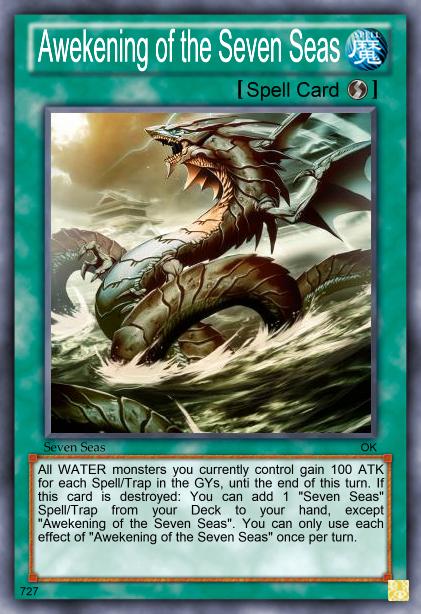 Awekening of the Seven Seas
SPELL
魔
[ Spell Card ]
Seven Seas
OK
All WATER monsters you currently control gain 100 ATK
for each Spell/Trap in the GYs, unti the end of this turn. If
this card is destroyed: You can add 1 "Seven Seas"
Spell/Trap from your Deck to your hand, except
"Awekening of the Seven Seas". You can only use each
effect of "Awekening of the Seven Seas" once per turn.
727